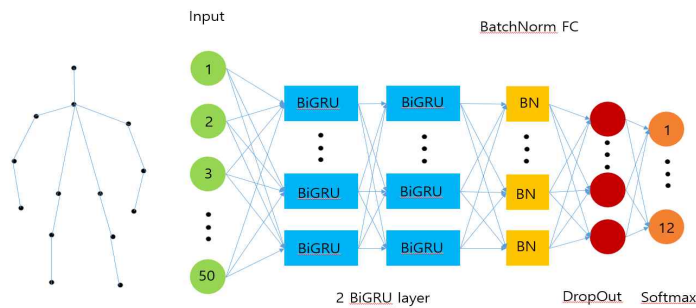 Input
BatchNorm FC
1
2
3
50
BiGRU
BiGRU
BiGRU
BiGRU
BiGRU
BiGRU
BN
BN
BN
1
12
2 BiGRU layer
DropOut
Softmax